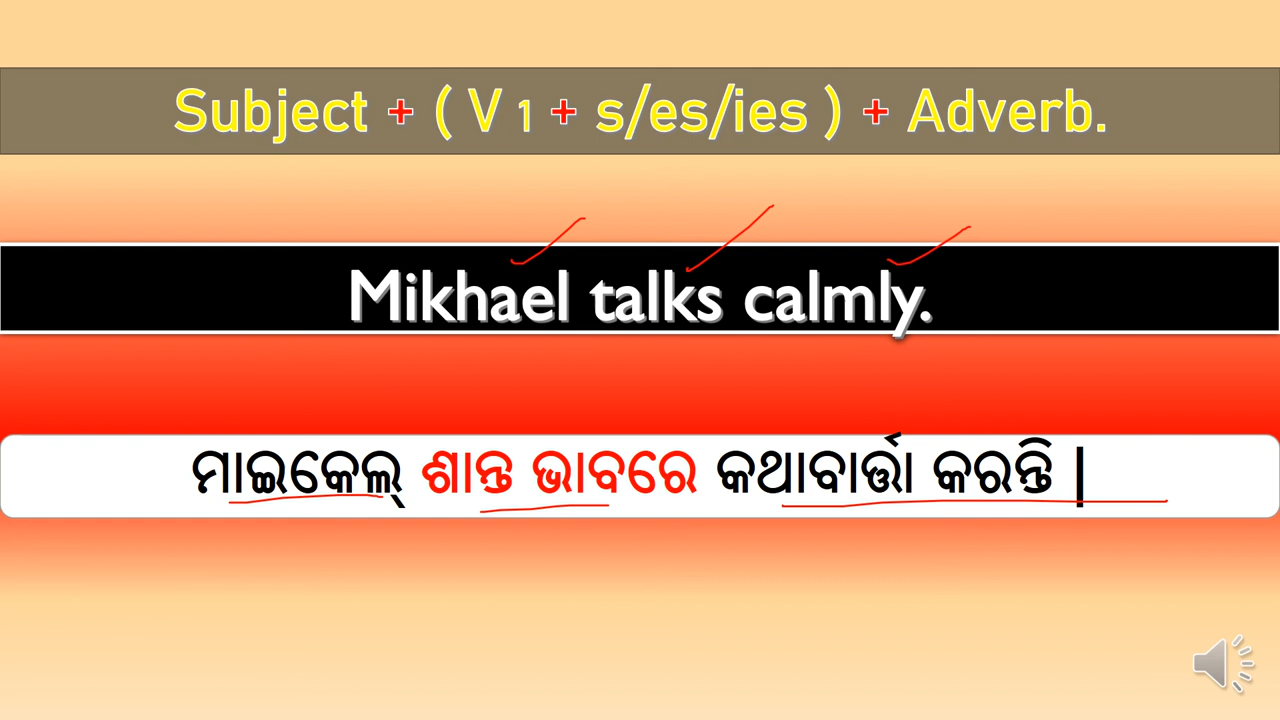 Subject + ( V 1 + s/es/ies ) + Adverb.
Mikhael talks calmly.
ମାଇକେଲ୍ ଶାନ୍ତ ଭାବରେ କଥାବାର୍ତ୍ତା କରନ୍ତି |